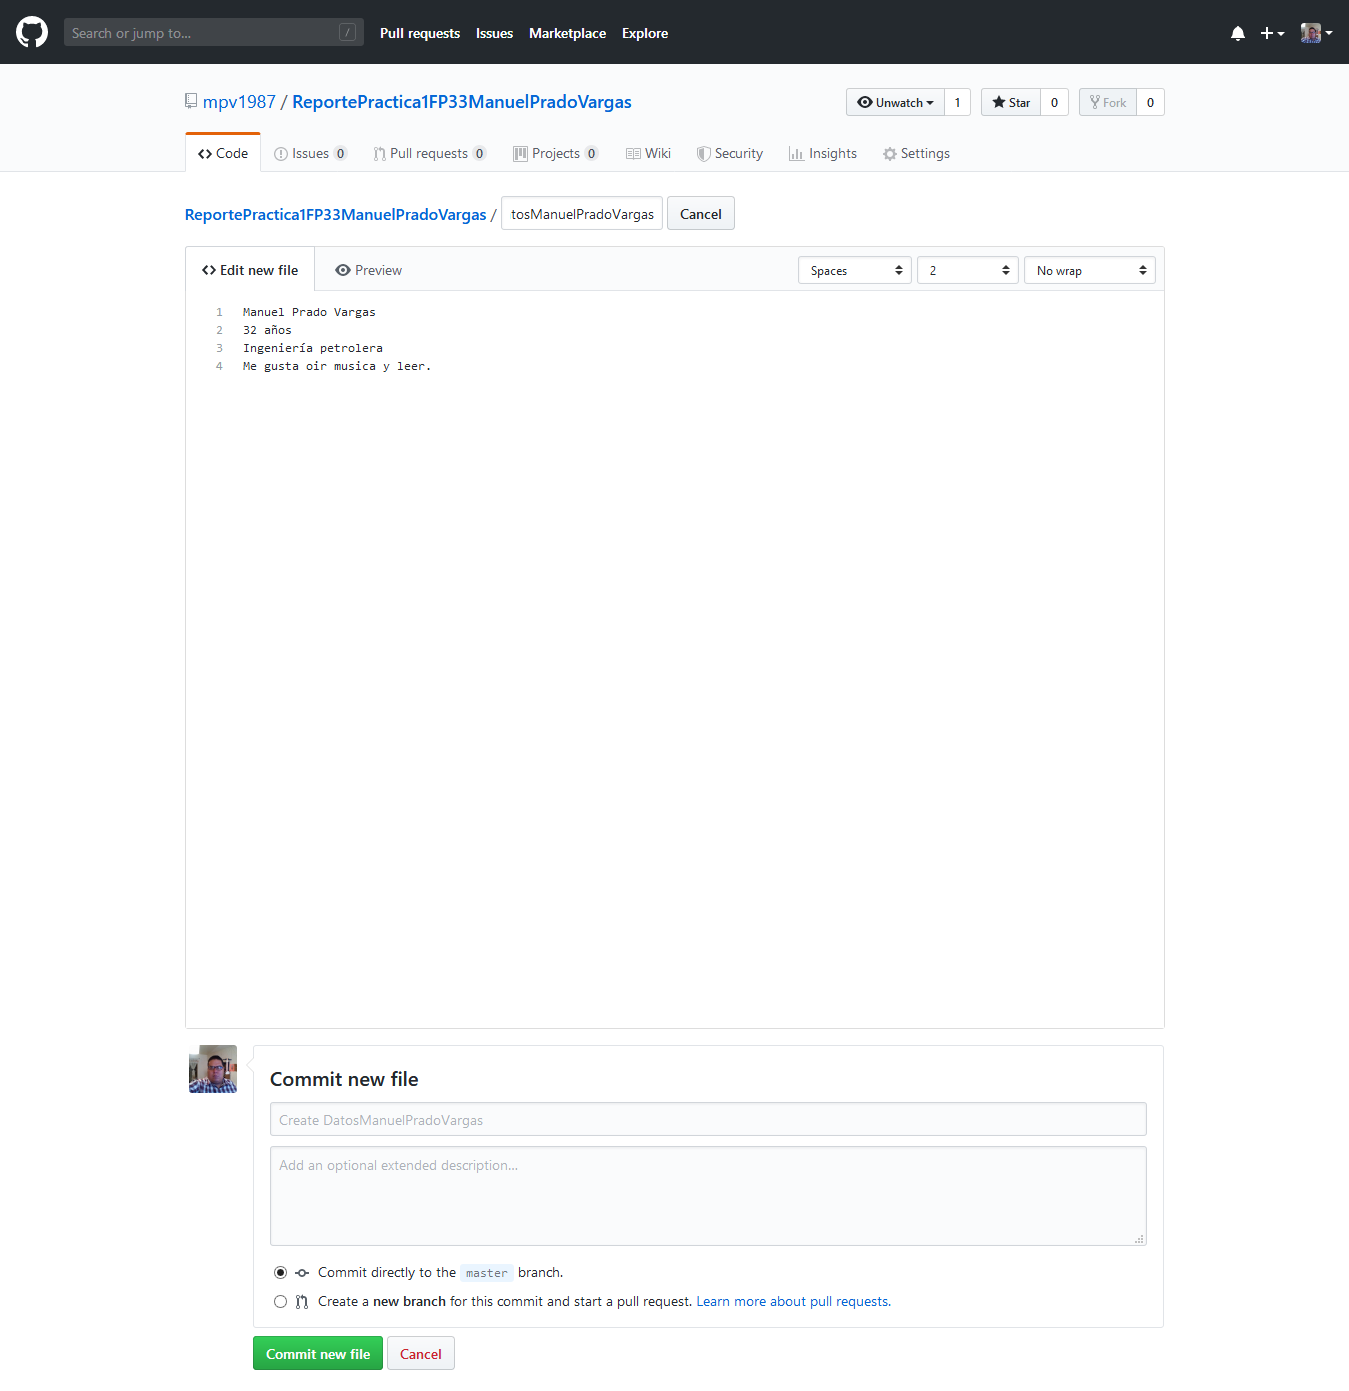 Search or jump to... /
Pull requests Issues Marketplace Explore
mpv1987 / ReportePractica1FP33ManuelPradoVargas
Unwatch 1 Star 0 Fork 0
Code Issues 0 Pull requests 0 Projects 0 Wiki Security Insights Settings
ReportePractica1FP33ManuelPradoVargas / tosManuelPradoVargas Cancel
Edit new file Preview Spaces 2 No wrap
1 Manuel Prado Vargas
2 32 años
3 Ingeniería petrolera
4 Me gusta oir musica y leer.
Commit new file
Create DatosManuelPradoVargas
Add an optional extended description...
Commit directly to the master branch.
Create a new branch for this commit and start a pull request. Learn more about pull requests.
Commit new file Cancel